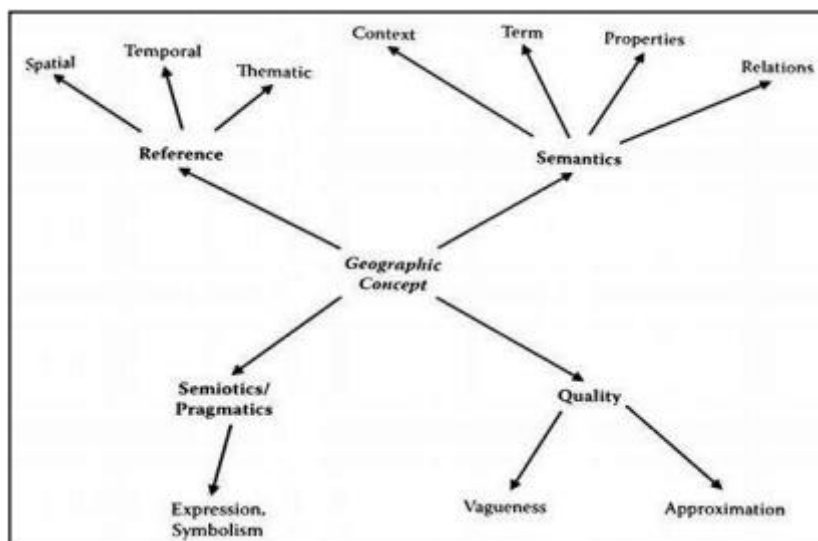 Context
Term
Properties
Temporal
Spatial
Thematic
Relations
Reference
Semantics
Geographic
Concept
Semiotics/
Pragmatics
Quality
Expression,
Symbolism
Vagueness
Approximation